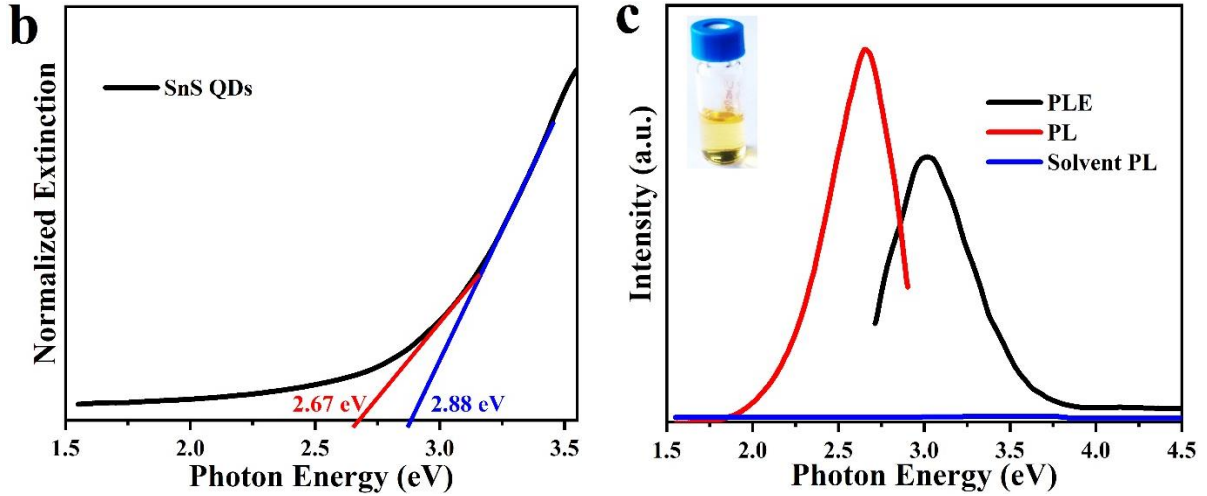 b
SnS QDs
Normalized Extinction
2.67 eV
2.88 eV
1.5 2.0 2.5 3.0 3.5
Photon Energy (eV)
c
PLE
PL
Solvent PL
Intensity (a.u.)
1.5 2.0 2.5 3.0 3.5 4.0 4.5
Photon Energy (eV)